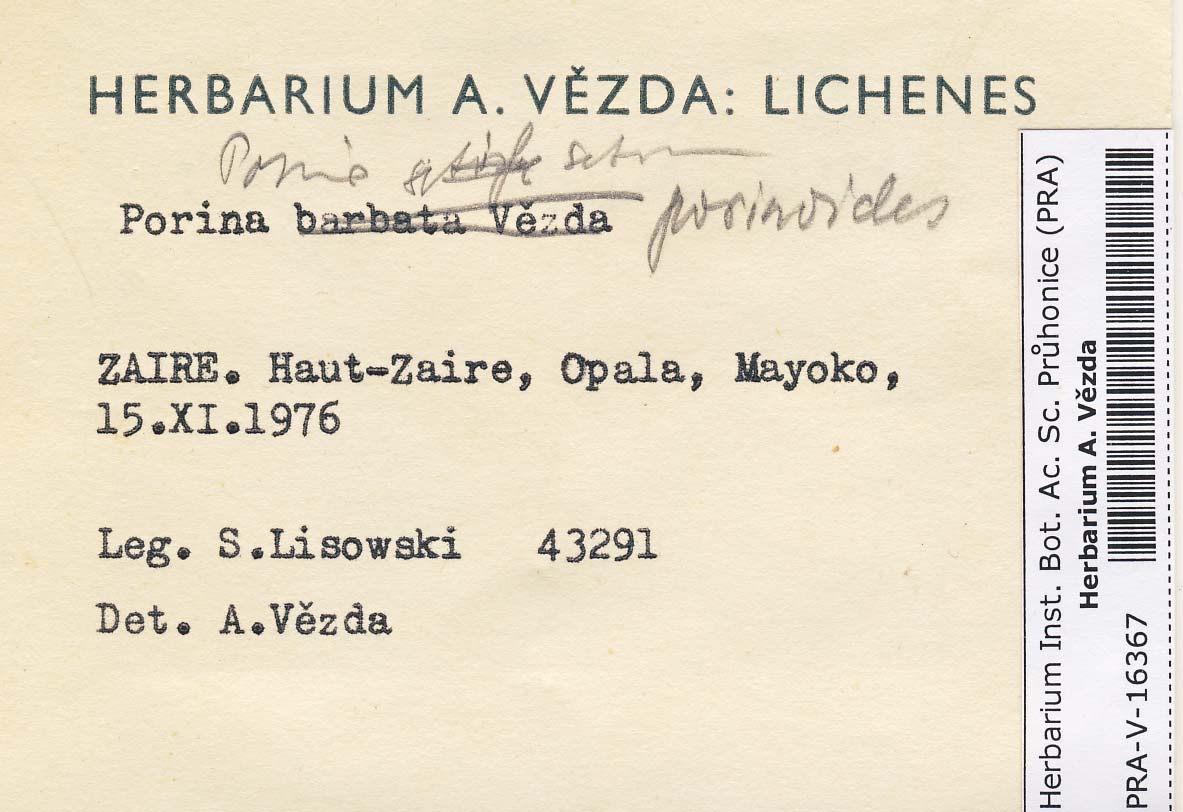 HERBARIUM A. VĚZDA: LICHENES
Porina barbata Vězda porinoides
ZAIRE. Haut-Zaire, Opala, Mayoko,
15.XI.1976
Leg. S.Lisowski 43291
Det. A.Vězda
Herbarium Inst. Bot. Ac. Sc. Průhonice (PRA)
Herbarium A. Vězda
PRA-V-16367